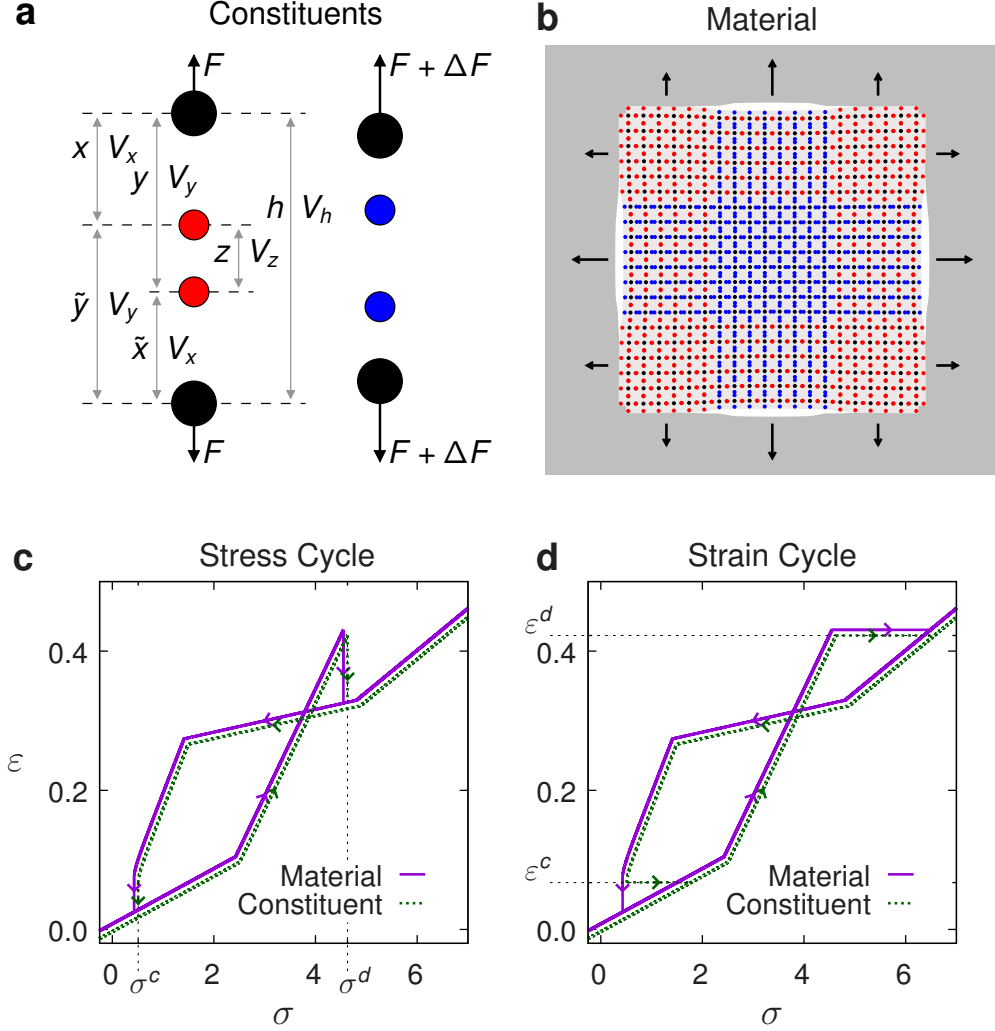 a
Constituents
F
F + ΔF
x V_x
y V_y
h V_h
z V_z
ỹ V_y
x̃ V_x
F
F + ΔF
b
Material
c
Stress Cycle
ε
0.4
0.2
0.0
Material
Constituent
0 2 4 6
σ^c σ^d
σ
d
Strain Cycle
ε^d
0.4
0.2
ε^c
0.0
Material
Constituent
0 2 4 6
σ